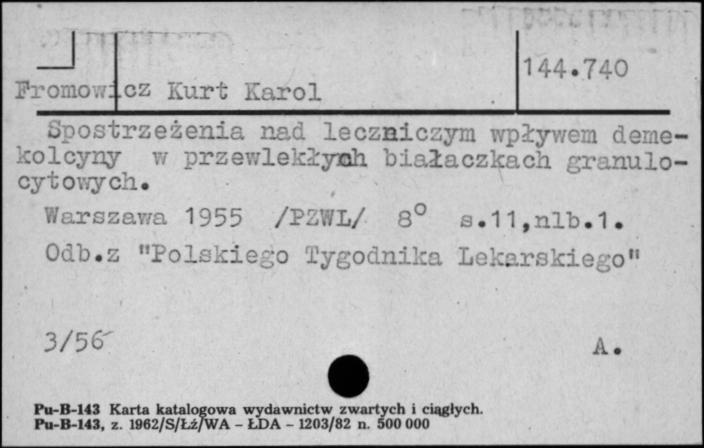 144.740
Fromowicz Kurt Karol
Spostrzeżenia nad leczniczym wpływem deme-
kolcyny w przewlekłych białaczkach granulo-
cytowych.
Warszawa 1955 /PZWL/ 8° s.11,nlb.1.
Odb.z "Polskiego Tygodnika Lekarskiego"
3/56 A.
Pu-B-143 Karta katalogowa wydawnictw zwartych i ciągłych.
Pu-B-143, z. 1962/S/Łź/WA – ŁDA – 1203/82 n. 500 000